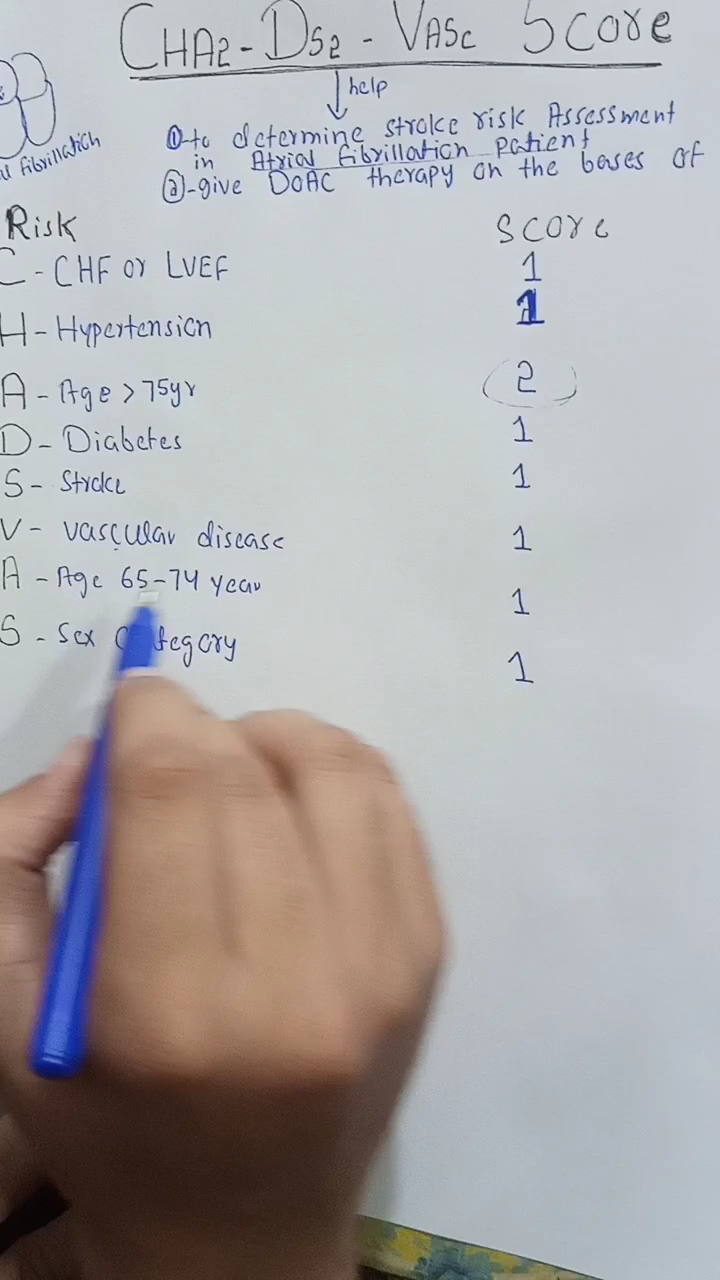 CHA2-DS2-VASc Score
help
①-to determine stroke risk Assessment
in Atrial Fibrillation Patient
②-give DOAC therapy on the bases of
Fibrillation
Risk Score
C - CHF or LVEF 1
H - Hypertension 1
A - Age > 75yr 2
D - Diabetes 1
S - Stroke 1
V - vascular disease 1
A - Age 65-74 year 1
S - Sex Category 1